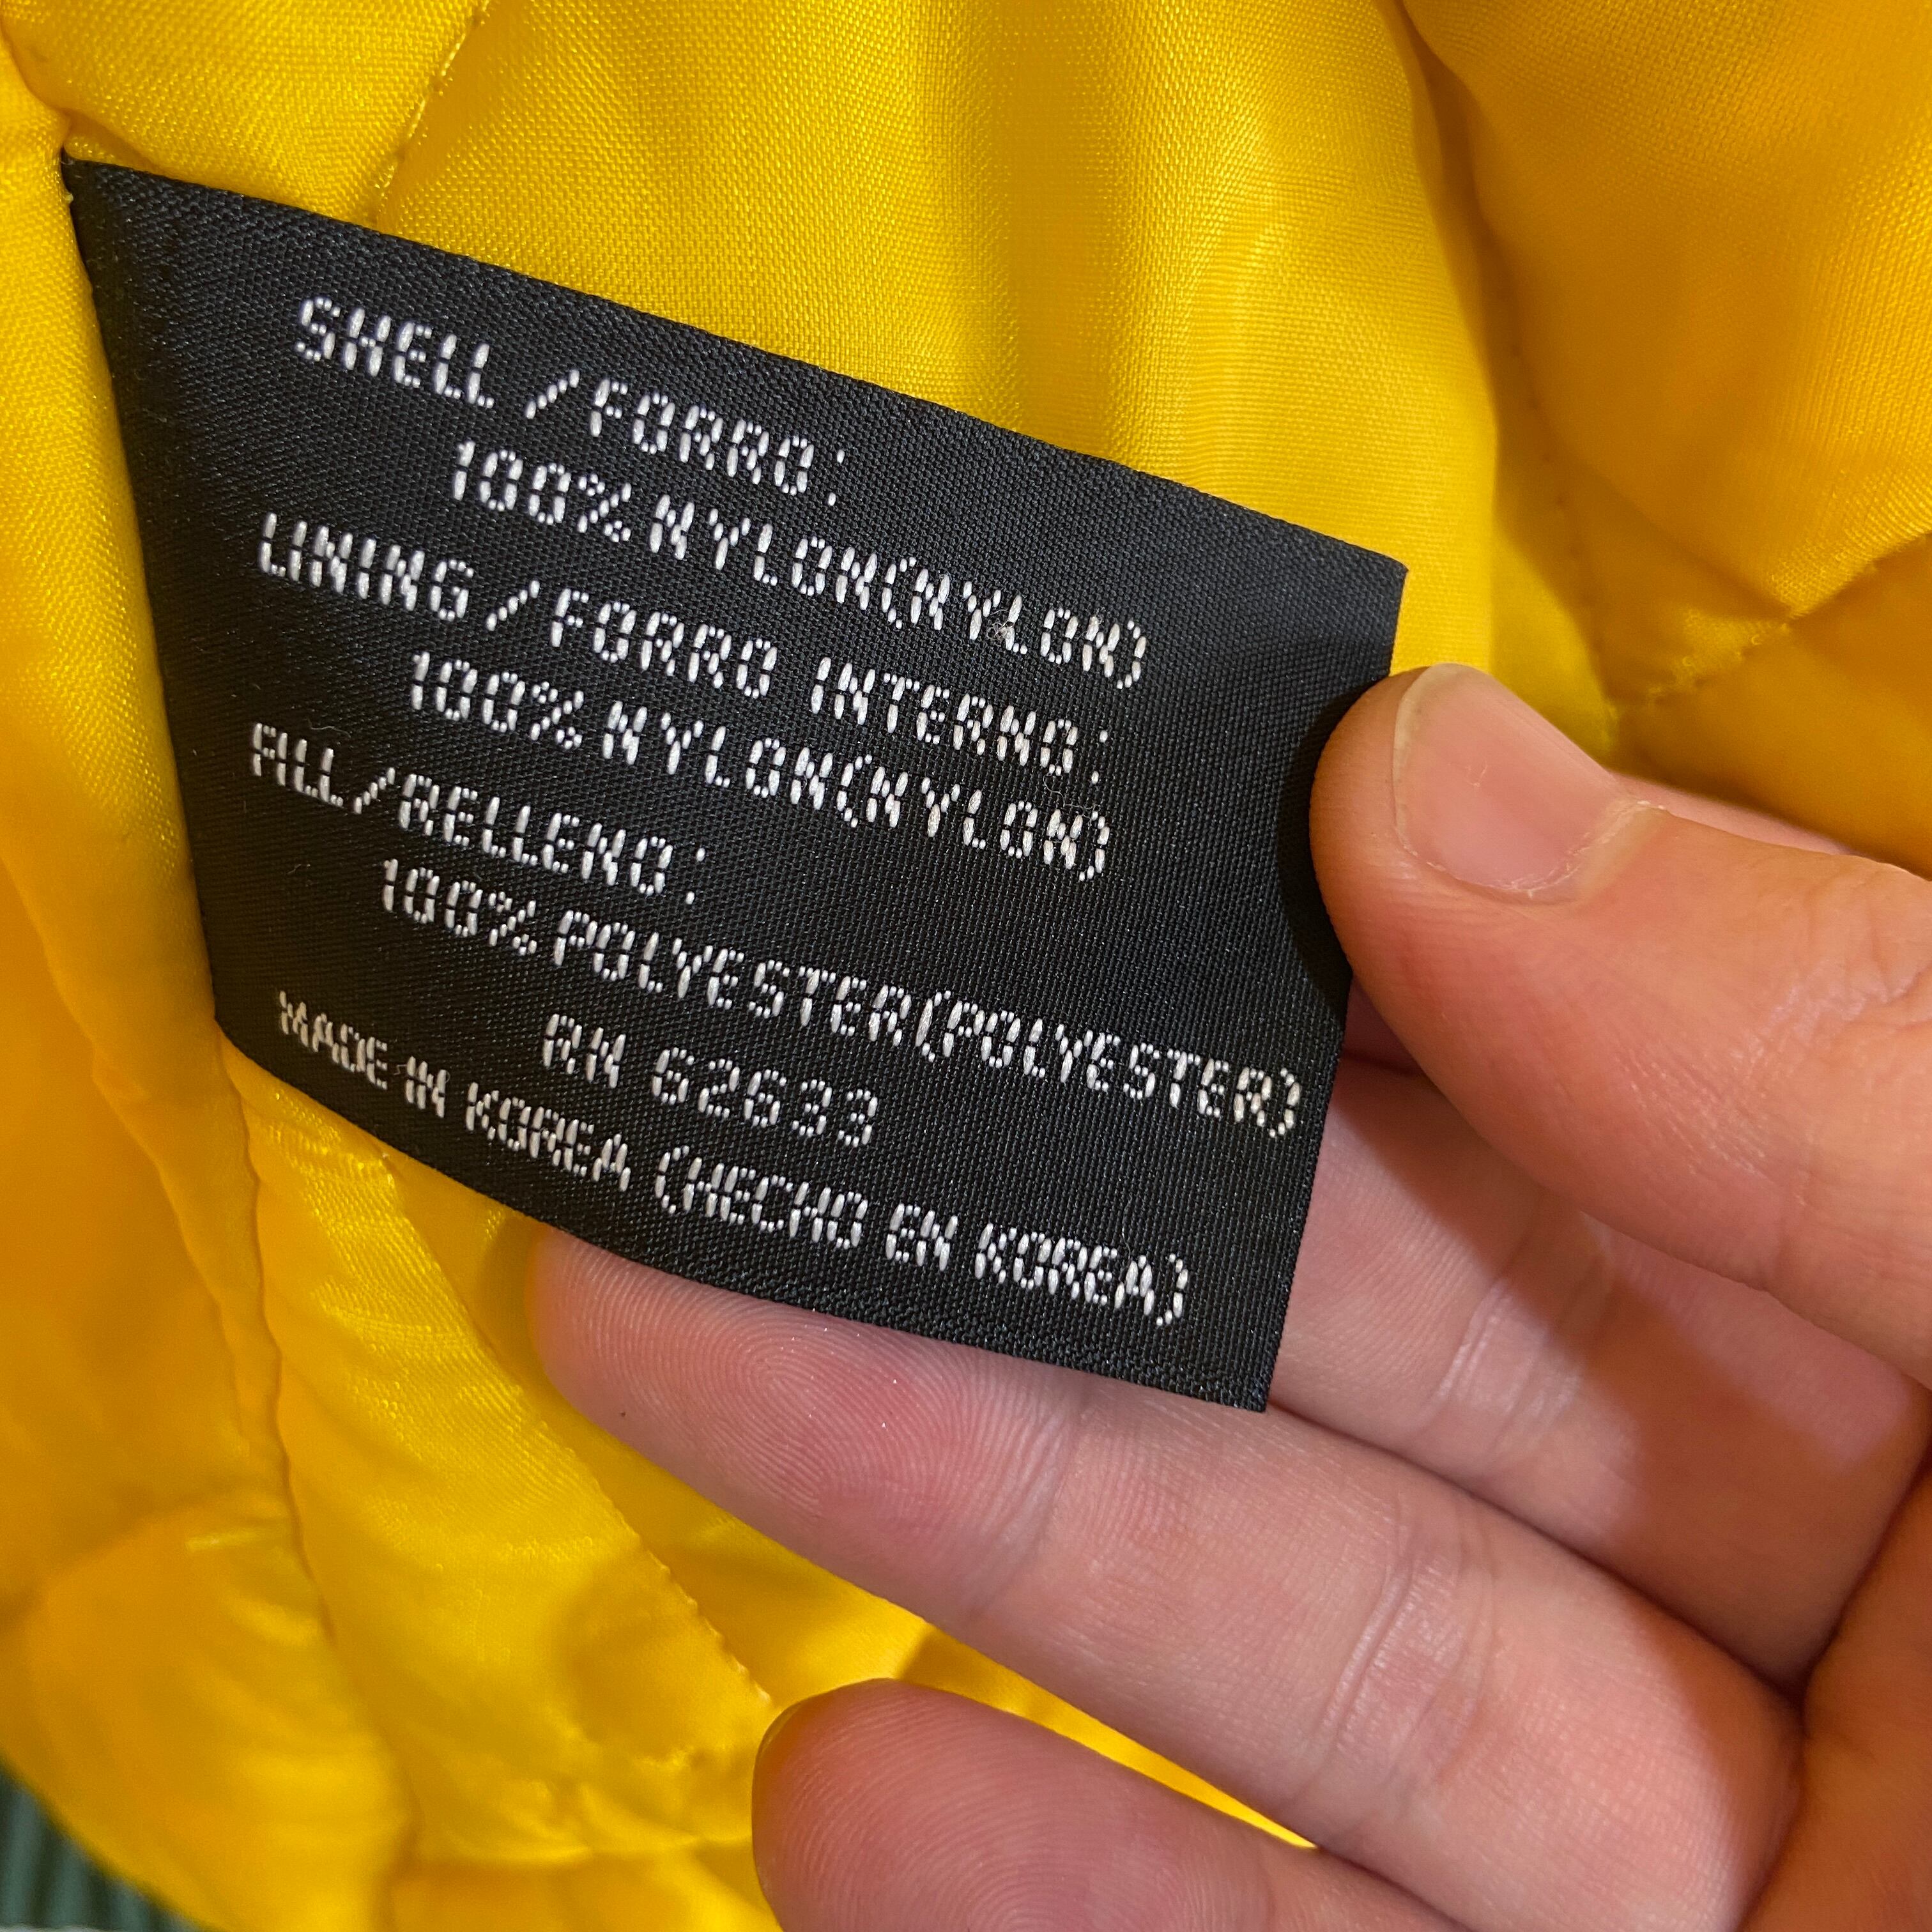 SHELL/FORRO:
100% NYLON(NYLON)
LINING/FORRO INTERNO:
100% NYLON(NYLON)
FILL/RELLENO:
100% POLYESTER(POLYESTER)
RN 62633
MADE IN KOREA (HECHO EN KOREA)